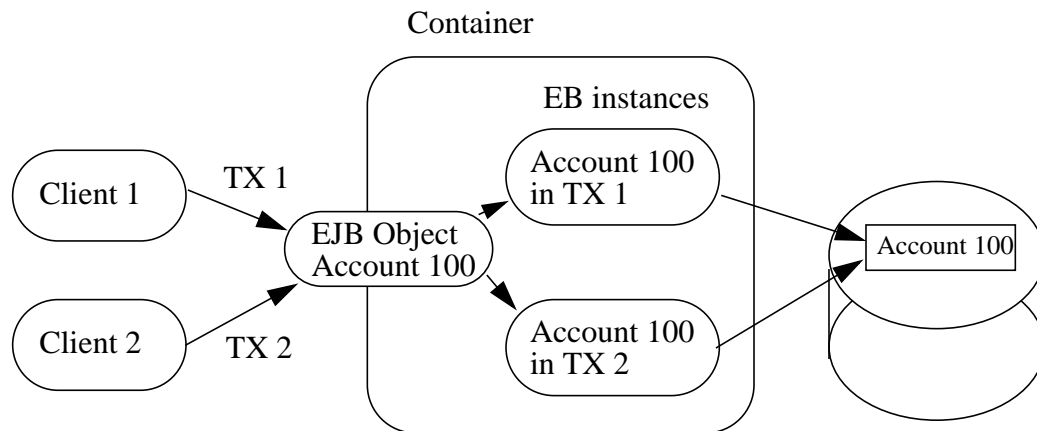 Container
EB instances
Client 1
TX 1
Account 100
in TX 1
EJB Object
Account 100
Account 100
Client 2
TX 2
Account 100
in TX 2